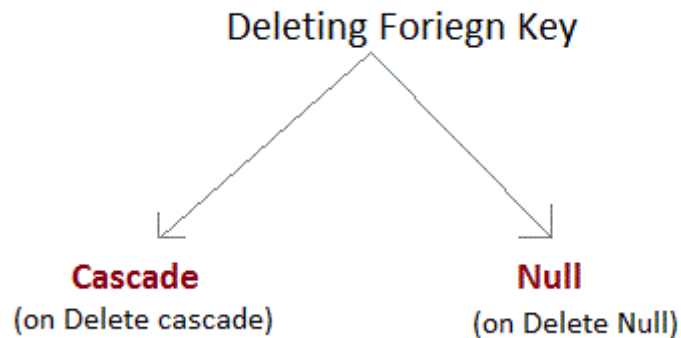 Deleting Foriegn Key
Cascade
(on Delete cascade)
Null
(on Delete Null)